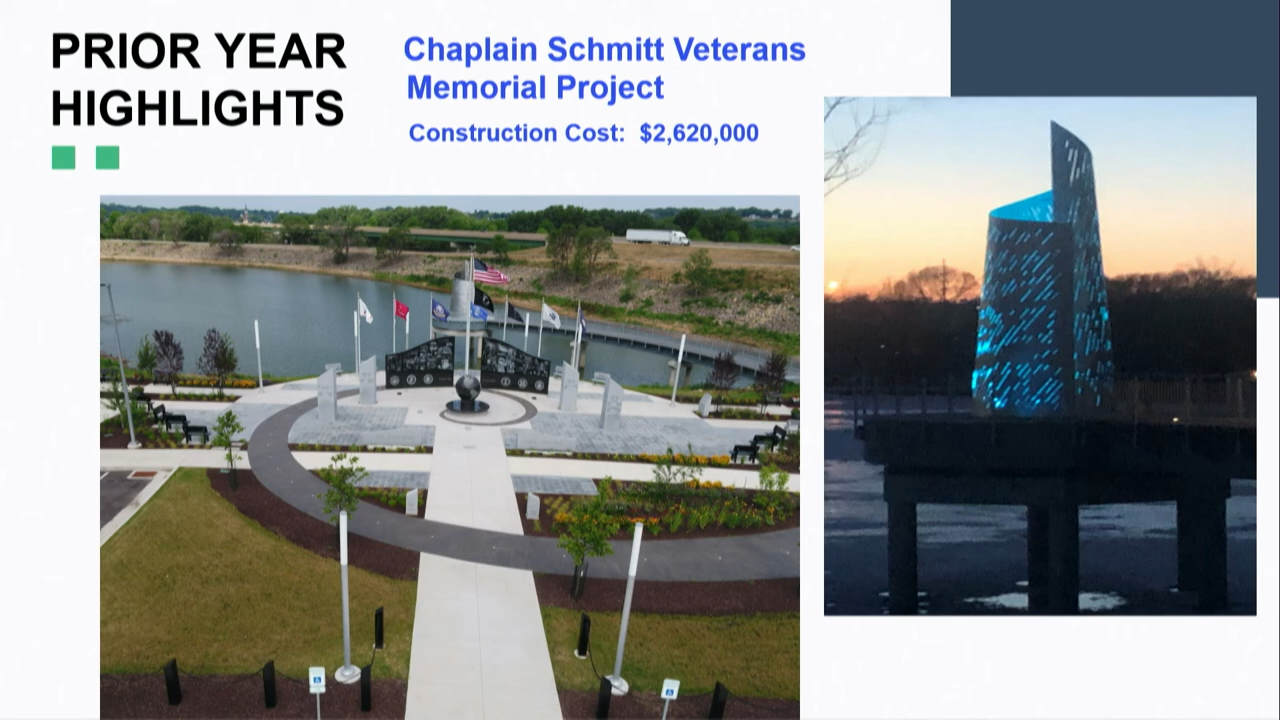 PRIOR YEAR
HIGHLIGHTS
Chaplain Schmitt Veterans
Memorial Project
Construction Cost: $2,620,000